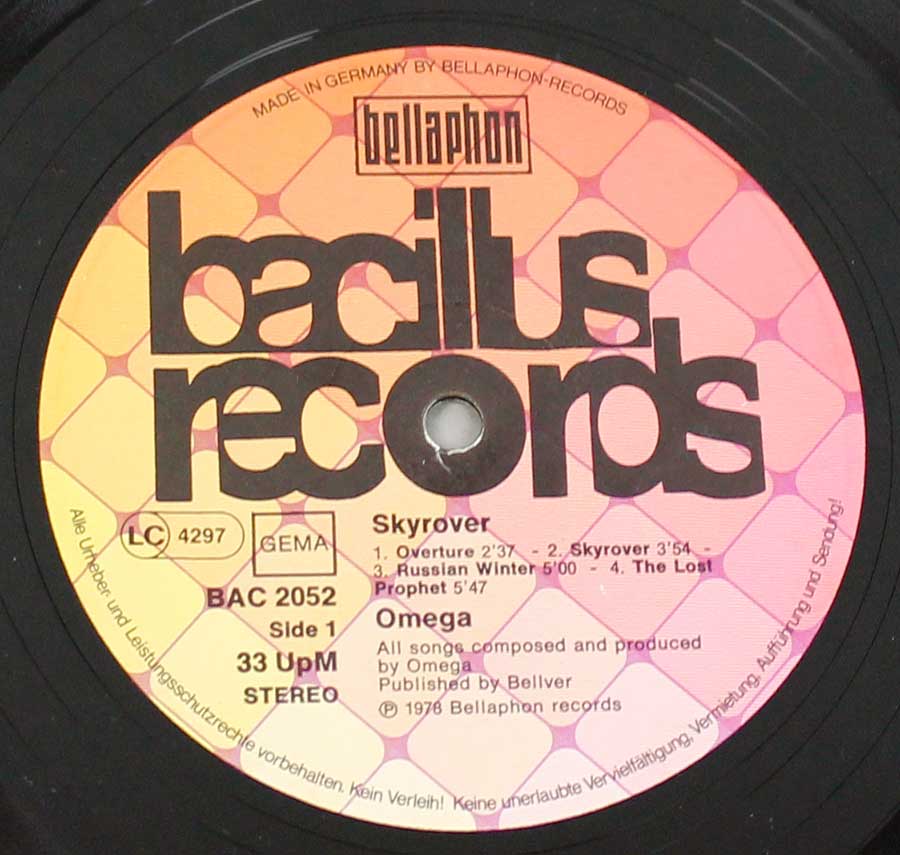 MADE IN GERMANY BY BELLAPHON-RECORDS
bellaphon
bacillus
records
LC 4297
GEMA
BAC 2052
Side 1
33 UpM
STEREO
Skyrover
1. Overture 2'37 - 2. Skyrover 3'54 -
3. Russian Winter 5'00 - 4. The Lost
Prophet 5'47
Omega
All songs composed and produced
by Omega
Published by Bellver
℗ 1978 Bellaphon records
Alle Urheber- und Leistungsschutzrechte vorbehalten. Kein Verleih! Keine unerlaubte Vervielfältigung, Vermietung, Aufführung und Sendung!